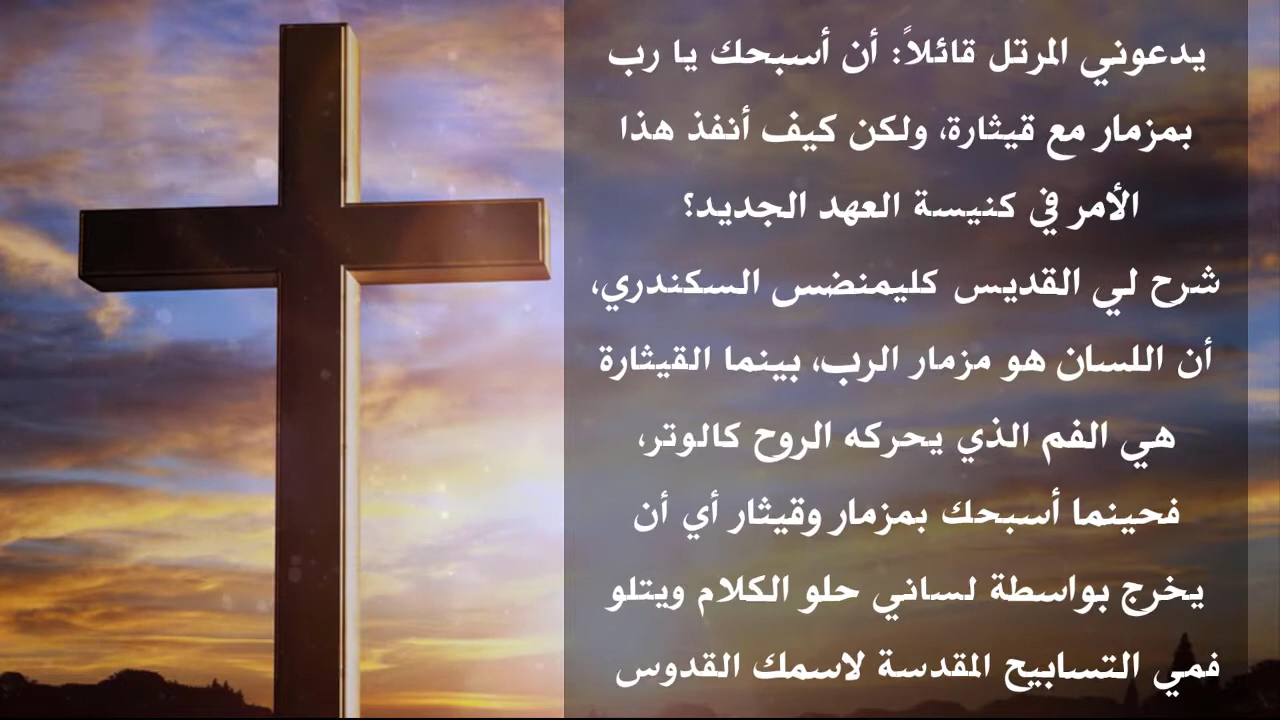 يدعوني المرتل قائلاً: أن أسبحك يا رب
بمزمار مع قيثارة، ولكن كيف أنفذ هذا
الأمر في كنيسة العهد الجديد؟
شرح لي القديس كليمنضس السكندري،
أن اللسان هو مزمار الرب، بينما القيثارة
هي الفم الذي يحركه الروح كالوتر،
فحينما أسبحك بمزمار وقيثار أي أن
يخرج بواسطة لساني حلو الكلام ويتلو
فمي التسابيح المقدسة لاسمك القدوس